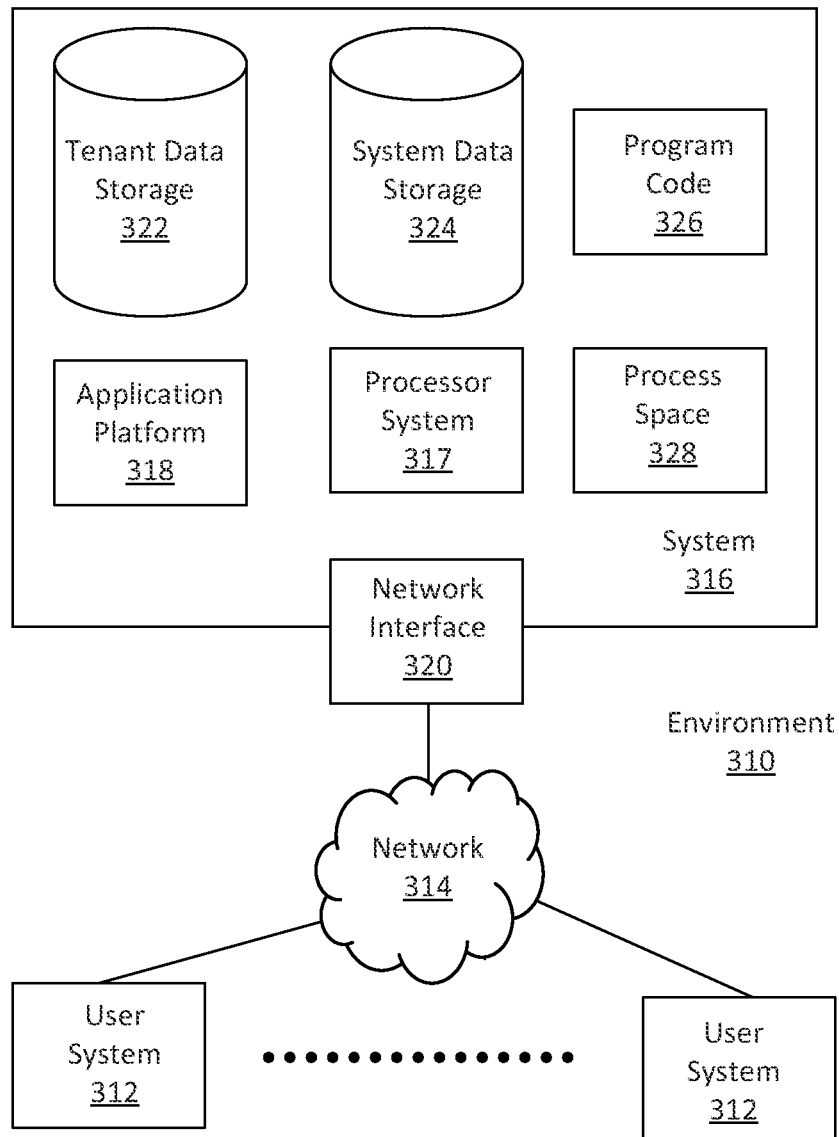 Tenant Data
Storage
322
System Data
Storage
324
Program
Code
326
Application
Platform
318
Processor
System
317
Process
Space
328
System
316
Network
Interface
320
Environment
310
Network
314
User
System
312
User
System
312